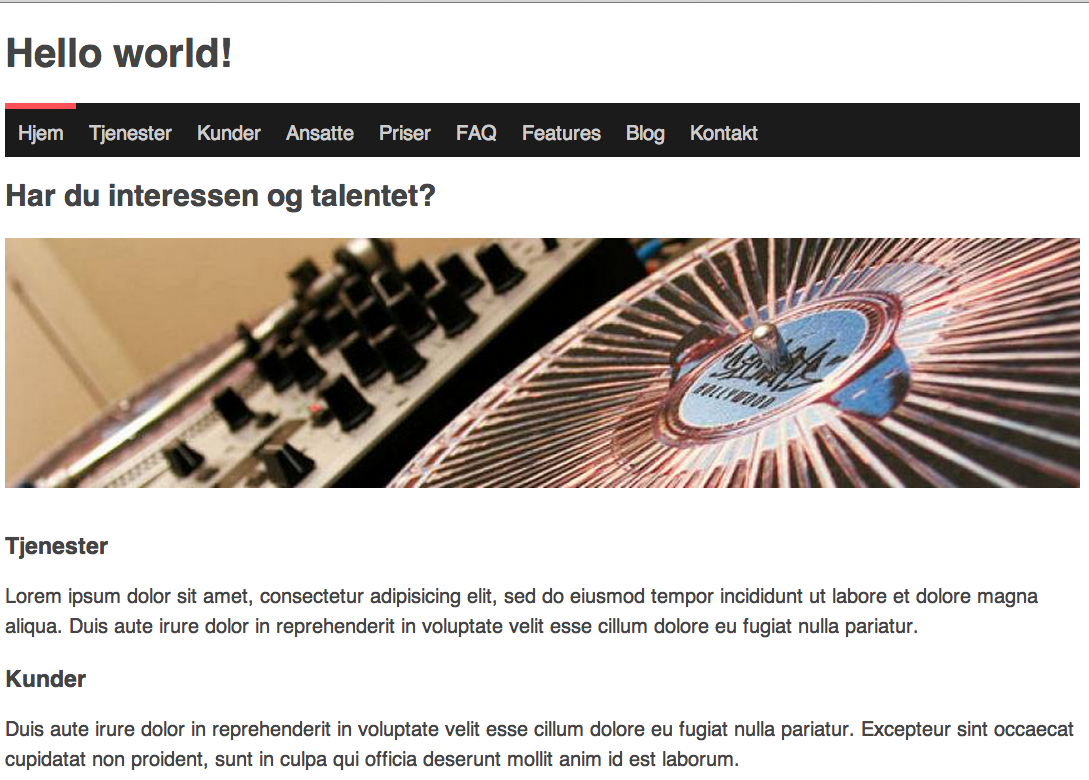 Hello world!
Hjem Tjenester Kunder Ansatte Priser FAQ Features Blog Kontakt
Har du interessen og talentet?
HOLLYWOOD
Tjenester
Lorem ipsum dolor sit amet, consectetur adipisicing elit, sed do eiusmod tempor incididunt ut labore et dolore magna
aliqua. Duis aute irure dolor in reprehenderit in voluptate velit esse cillum dolore eu fugiat nulla pariatur.
Kunder
Duis aute irure dolor in reprehenderit in voluptate velit esse cillum dolore eu fugiat nulla pariatur. Excepteur sint occaecat
cupidatat non proident, sunt in culpa qui officia deserunt mollit anim id est laborum.